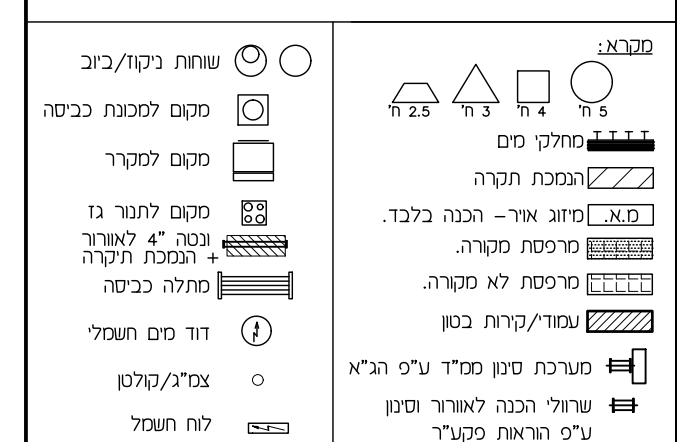 מקרא:
5 ח'
4 ח'
3 ח'
2.5 ח'
מחלקי מים
הנמכת תקרה
מ.א. מיזוג אויר– הכנה בלבד.
מרפסת מקורה.
מרפסת לא מקורה.
עמודי/קירות בטון
מערכת סינון ממ"ד ע"פ הג"א
שרוולי הכנה לאוורור וסינון
ע"פ הוראות פקע"ר
שוחות ניקוז/ביוב
מקום למכונת כביסה
מקום למקרר
מקום לתנור גז
ונטה "4 לאוורור
+ הנמכת תיקרה
מתלה כביסה
דוד מים חשמלי
צמ"ג/קולטן
לוח חשמל